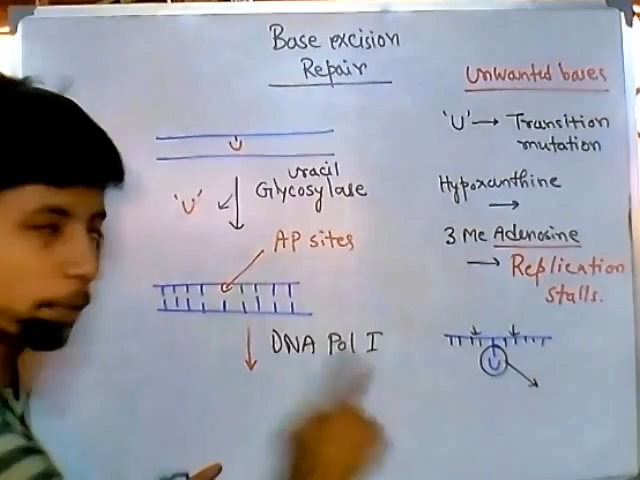 Base excision
Repair
U
uracil
Glycosylase
'U'
AP sites
DNA Pol I
Unwanted bases
'U' → Transition
mutation
Hypoxanthine
→
3 Me Adenosine
→ Replication
stalls.
U